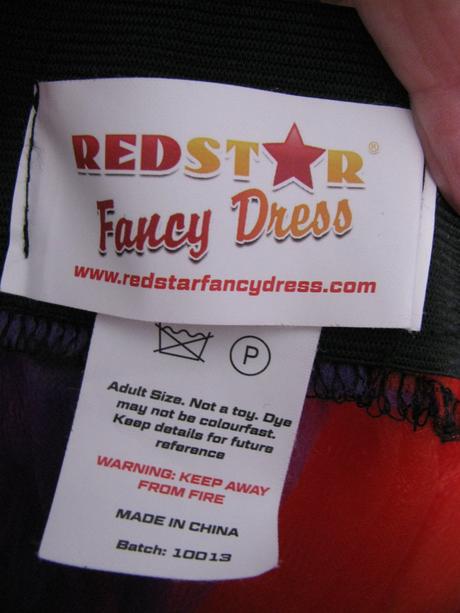 REDSTAR®
Fancy Dress
www.redstarfancydress.com
P
Adult Size. Not a toy. Dye
may not be colourfast.
Keep details for future
reference
WARNING: KEEP AWAY
FROM FIRE
MADE IN CHINA
Batch: 10013